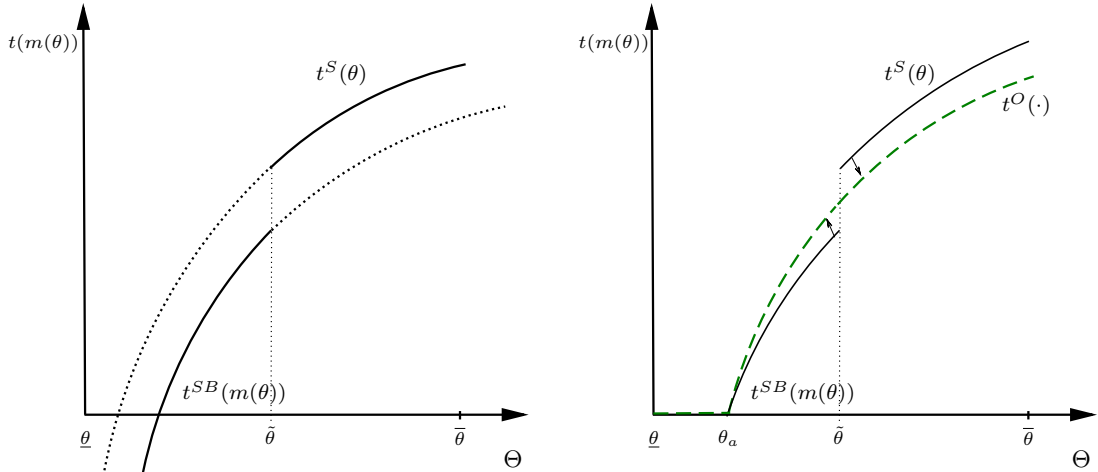 t(m(θ))
t^S(θ)
t^{SB}(m(θ))
θ̲
θ̃
θ̅
Θ
t(m(θ))
t^S(θ)
t^O(·)
t^{SB}(m(θ))
θ̲
θ_a
θ̃
θ̅
Θ